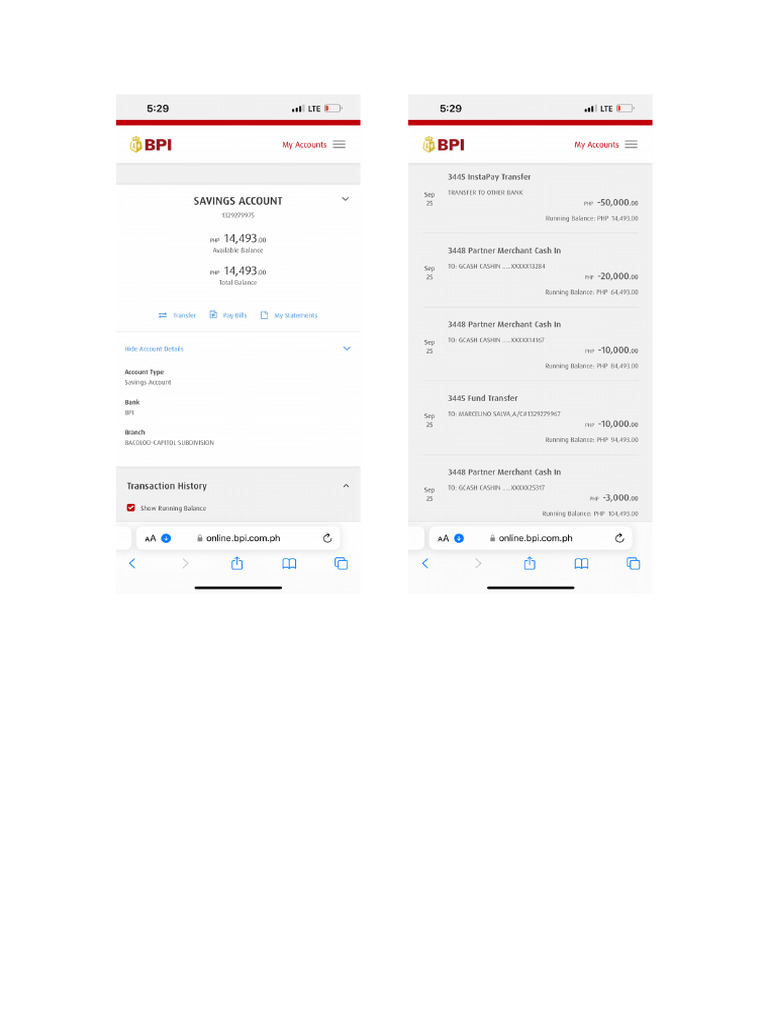 5:29
LTE
BPI
My Accounts
SAVINGS ACCOUNT
1329279975
PHP 14,493.00
Available Balance
PHP 14,493.00
Total Balance
Transfer
Pay Bills
My Statements
Hide Account Details
Account Type
Savings Account
Bank
BPI
Branch
BACOLOD-CAPITOL SUBDIVISION
Transaction History
Show Running Balance
AA
online.bpi.com.ph
5:29
LTE
BPI
My Accounts
3445 InstaPay Transfer
Sep 25
TRANSFER TO OTHER BANK
PHP -50,000.00
Running Balance: PHP 14,493.00
3448 Partner Merchant Cash In
Sep 25
TO: GCASH CASHIN ....XXXXX13284
PHP -20,000.00
Running Balance: PHP 64,493.00
3448 Partner Merchant Cash In
Sep 25
TO: GCASH CASHIN ....XXXXX14967
PHP -10,000.00
Running Balance: PHP 84,493.00
3445 Fund Transfer
Sep 25
TO: MARCELINO SALVA,A/C#1329279967
PHP -10,000.00
Running Balance: PHP 94,493.00
3448 Partner Merchant Cash In
Sep 25
TO: GCASH CASHIN ....XXXXX25317
PHP -3,000.00
Running Balance: PHP 104,493.00
AA
online.bpi.com.ph